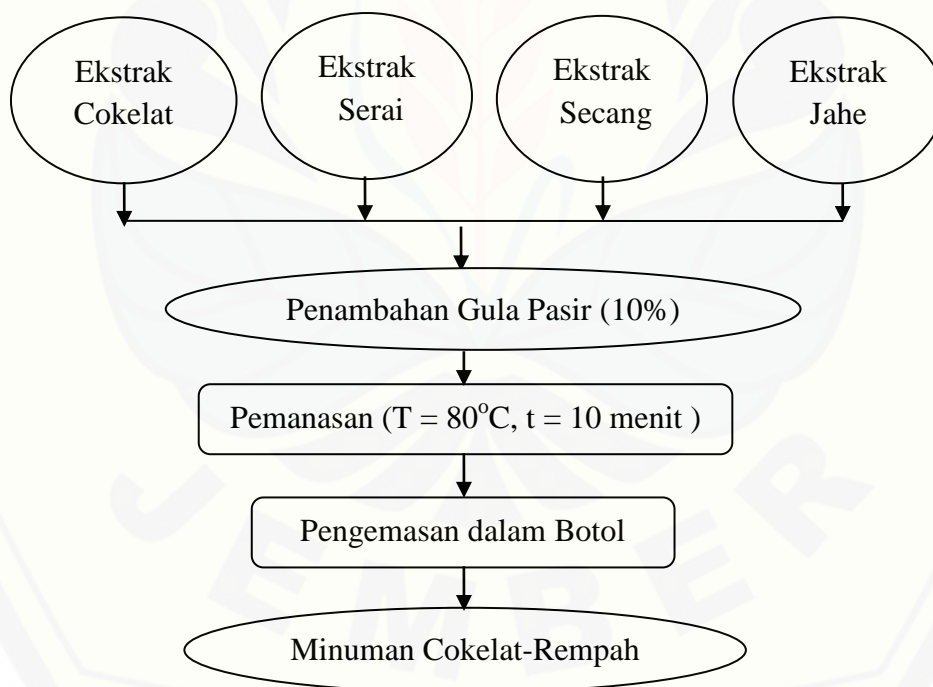 Ekstrak
Cokelat
Ekstrak
Serai
Ekstrak
Secang
Ekstrak
Jahe
Penambahan Gula Pasir (10%)
Pemanasan (T = 80°C, t = 10 menit )
Pengemasan dalam Botol
Minuman Cokelat-Rempah
JEMBER